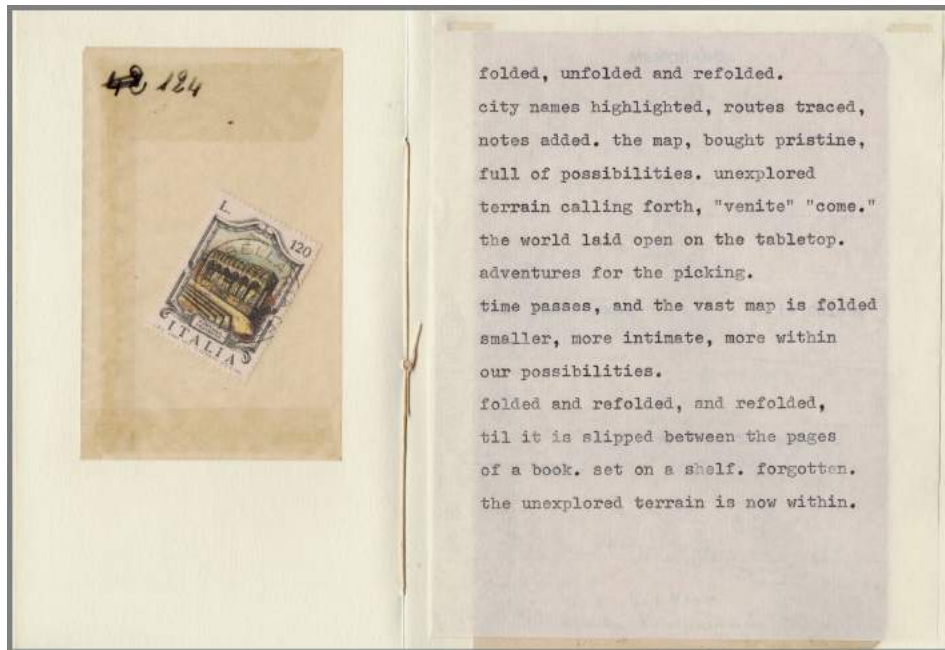 42 124
L.
120
ITALIA
folded, unfolded and refolded.
city names highlighted, routes traced,
notes added. the map, bought pristine,
full of possibilities. unexplored
terrain calling forth, "venite" "come."
the world laid open on the tabletop.
adventures for the picking.
time passes, and the vast map is folded
smaller, more intimate, more within
our possibilities.
folded and refolded, and refolded,
til it is slipped between the pages
of a book. set on a shelf. forgotten.
the unexplored terrain is now within.